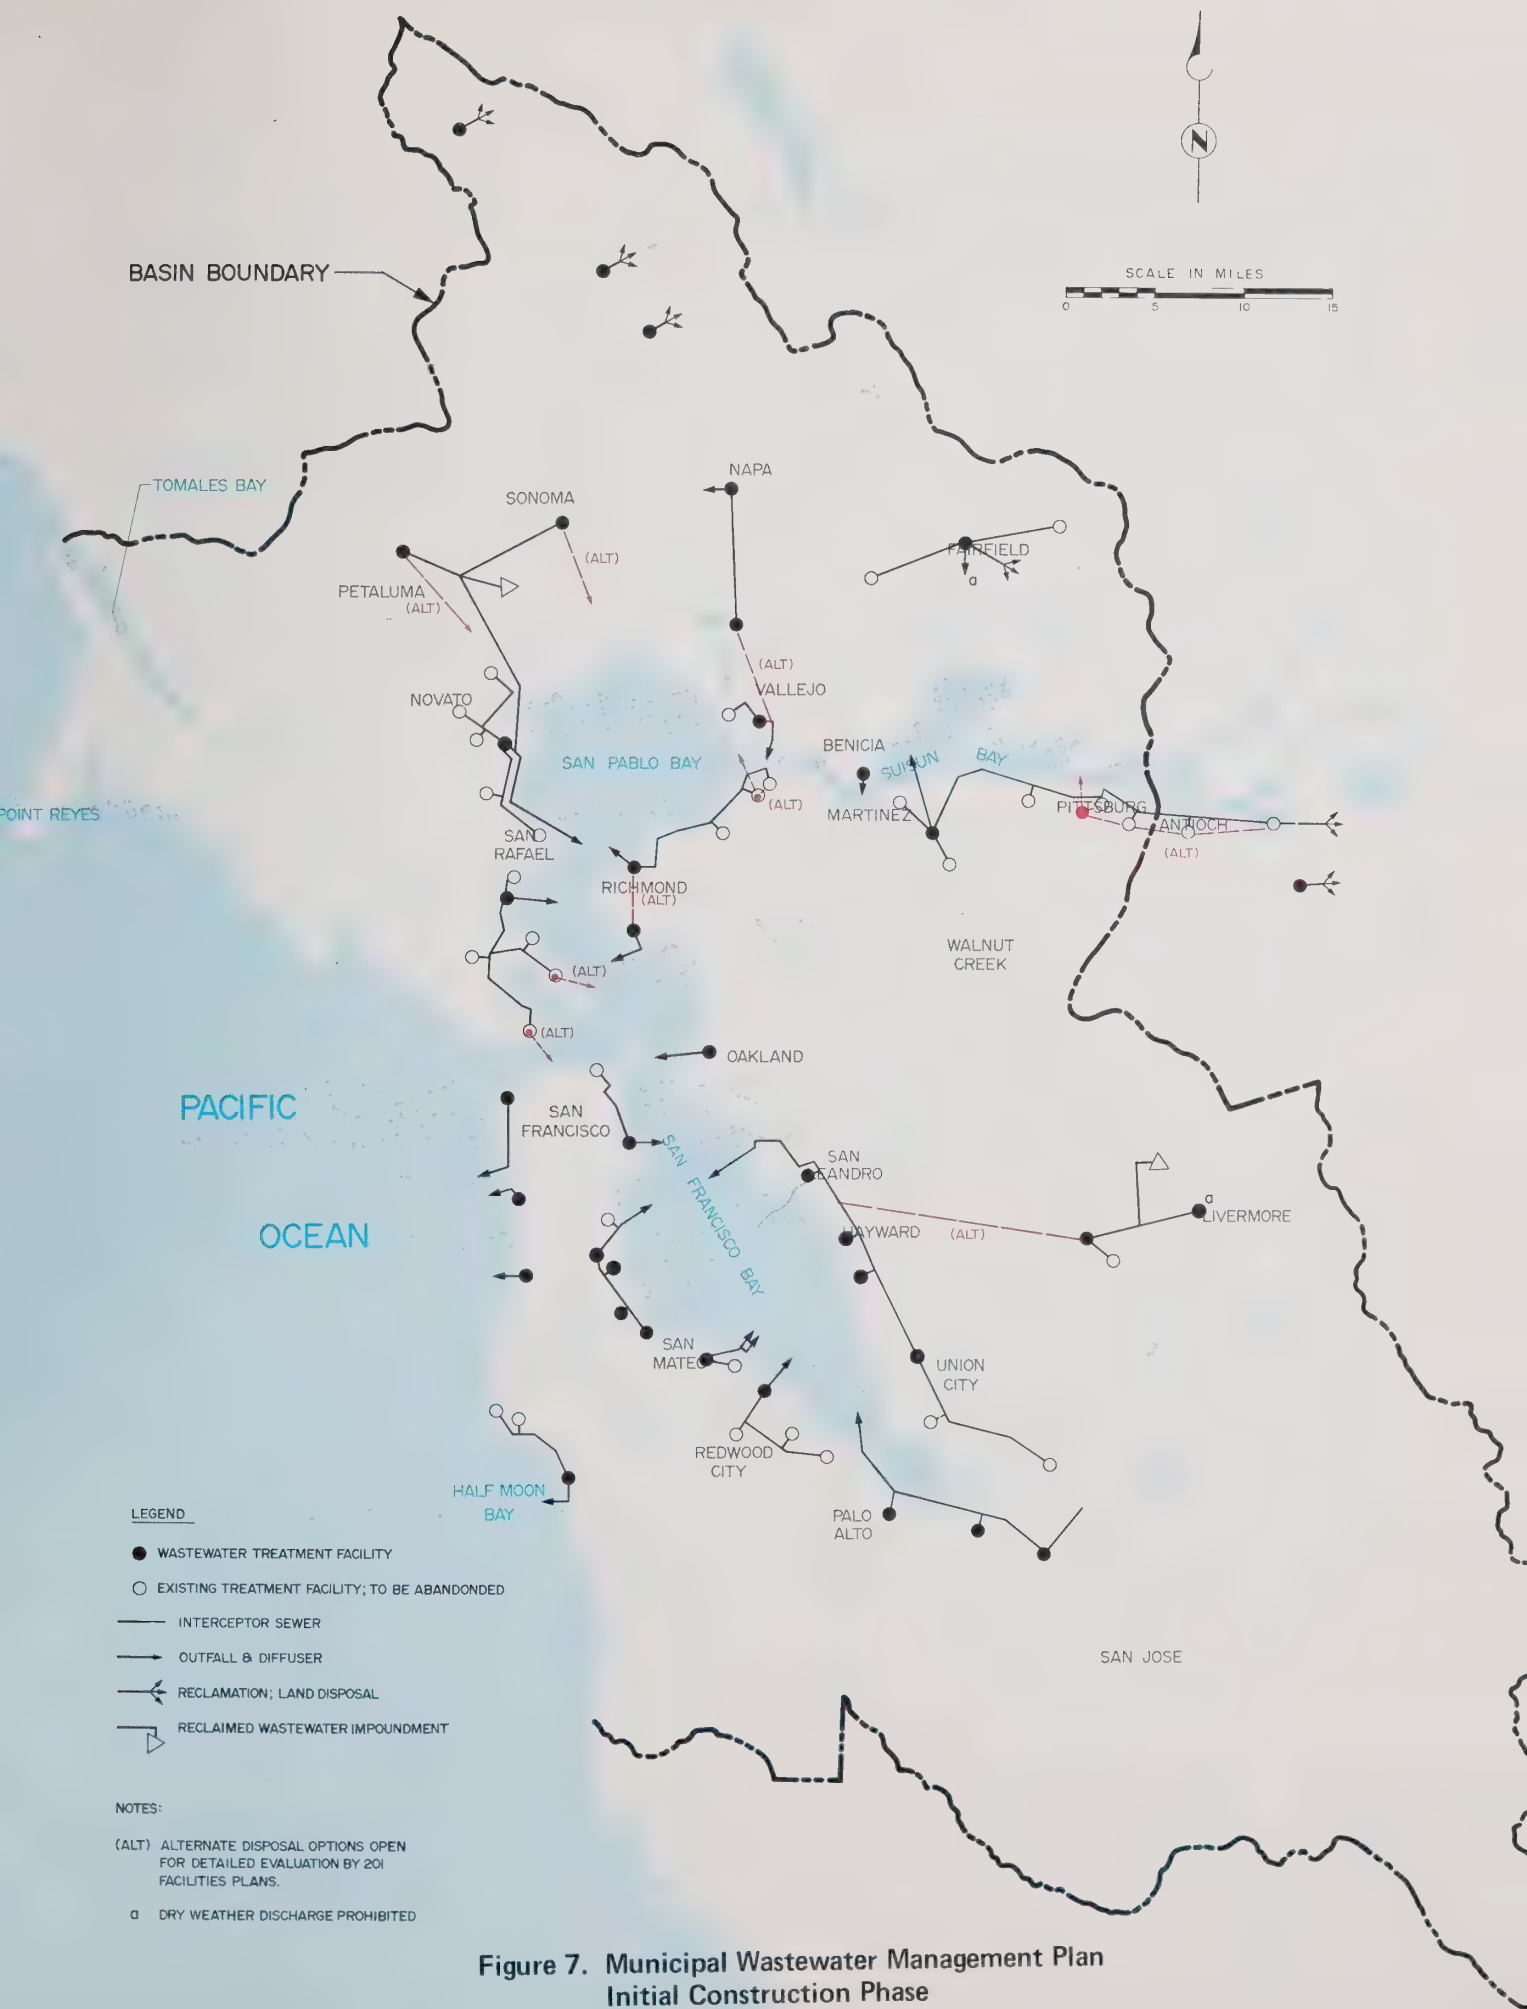 N
BASIN BOUNDARY
SCALE IN MILES
0 5 10 15
TOMALES BAY
NAPA
SONOMA
(ALT)
FAIRFIELD
a
PETALUMA
(ALT)
(ALT)
VALLEJO
NOVATO
BENICIA
SAN PABLO BAY
SUISUN BAY
(ALT)
PITTSBURG
POINT REYES
MARTINEZ
ANTIOCH
SAN
RAFAEL
(ALT)
RICHMOND
(ALT)
WALNUT
CREEK
(ALT)
(ALT)
OAKLAND
PACIFIC
OCEAN
SAN
FRANCISCO
SAN FRANCISCO BAY
SAN
LEANDRO
a
LIVERMORE
HAYWARD
(ALT)
SAN
MATEO
UNION
CITY
REDWOOD
CITY
HALF MOON
BAY
PALO
ALTO
SAN JOSE
LEGEND
WASTEWATER TREATMENT FACILITY
EXISTING TREATMENT FACILITY; TO BE ABANDONDED
INTERCEPTOR SEWER
OUTFALL & DIFFUSER
RECLAMATION; LAND DISPOSAL
RECLAIMED WASTEWATER IMPOUNDMENT
NOTES:
(ALT) ALTERNATE DISPOSAL OPTIONS OPEN
FOR DETAILED EVALUATION BY 201
FACILITIES PLANS.
a DRY WEATHER DISCHARGE PROHIBITED
Figure 7. Municipal Wastewater Management Plan
Initial Construction Phase